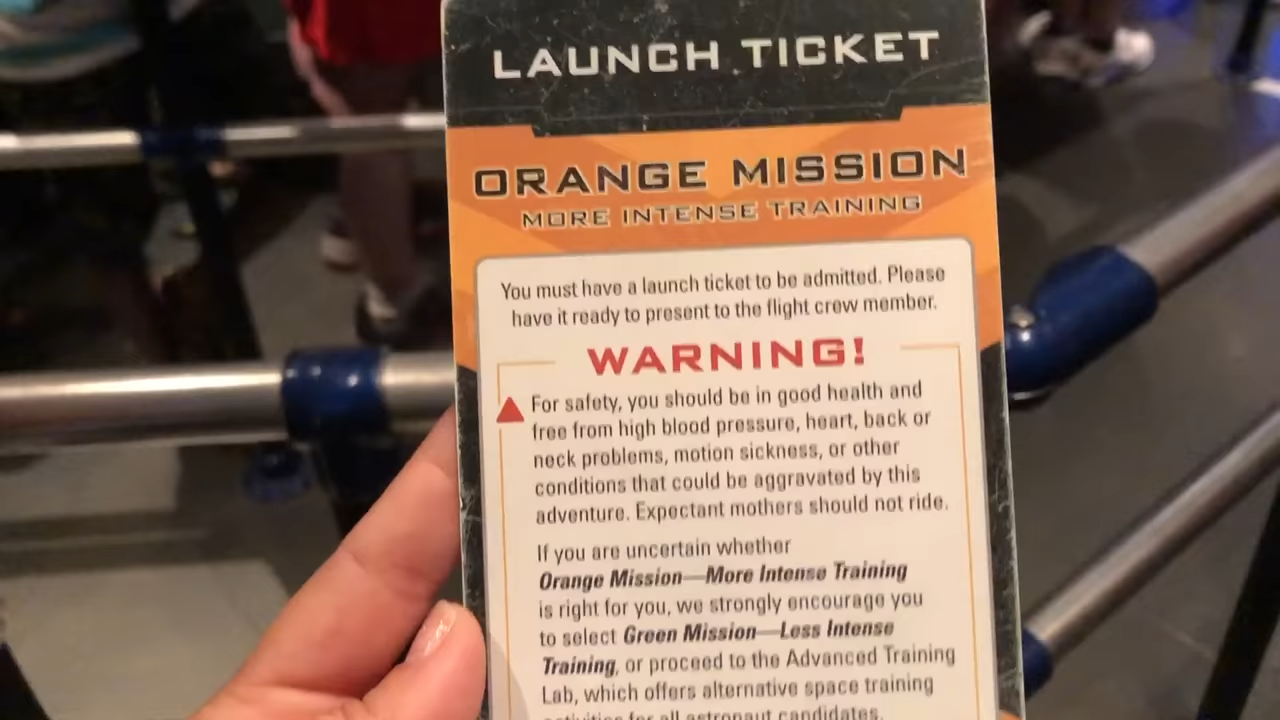 LAUNCH TICKET
ORANGE MISSION
MORE INTENSE TRAINING
You must have a launch ticket to be admitted. Please
have it ready to present to the flight crew member.
WARNING!
For safety, you should be in good health and
free from high blood pressure, heart, back or
neck problems, motion sickness, or other
conditions that could be aggravated by this
adventure. Expectant mothers should not ride.
If you are uncertain whether
Orange Mission—More Intense Training
is right for you, we strongly encourage you
to select Green Mission—Less Intense
Training, or proceed to the Advanced Training
Lab, which offers alternative space training
activities for all astronaut candidates.